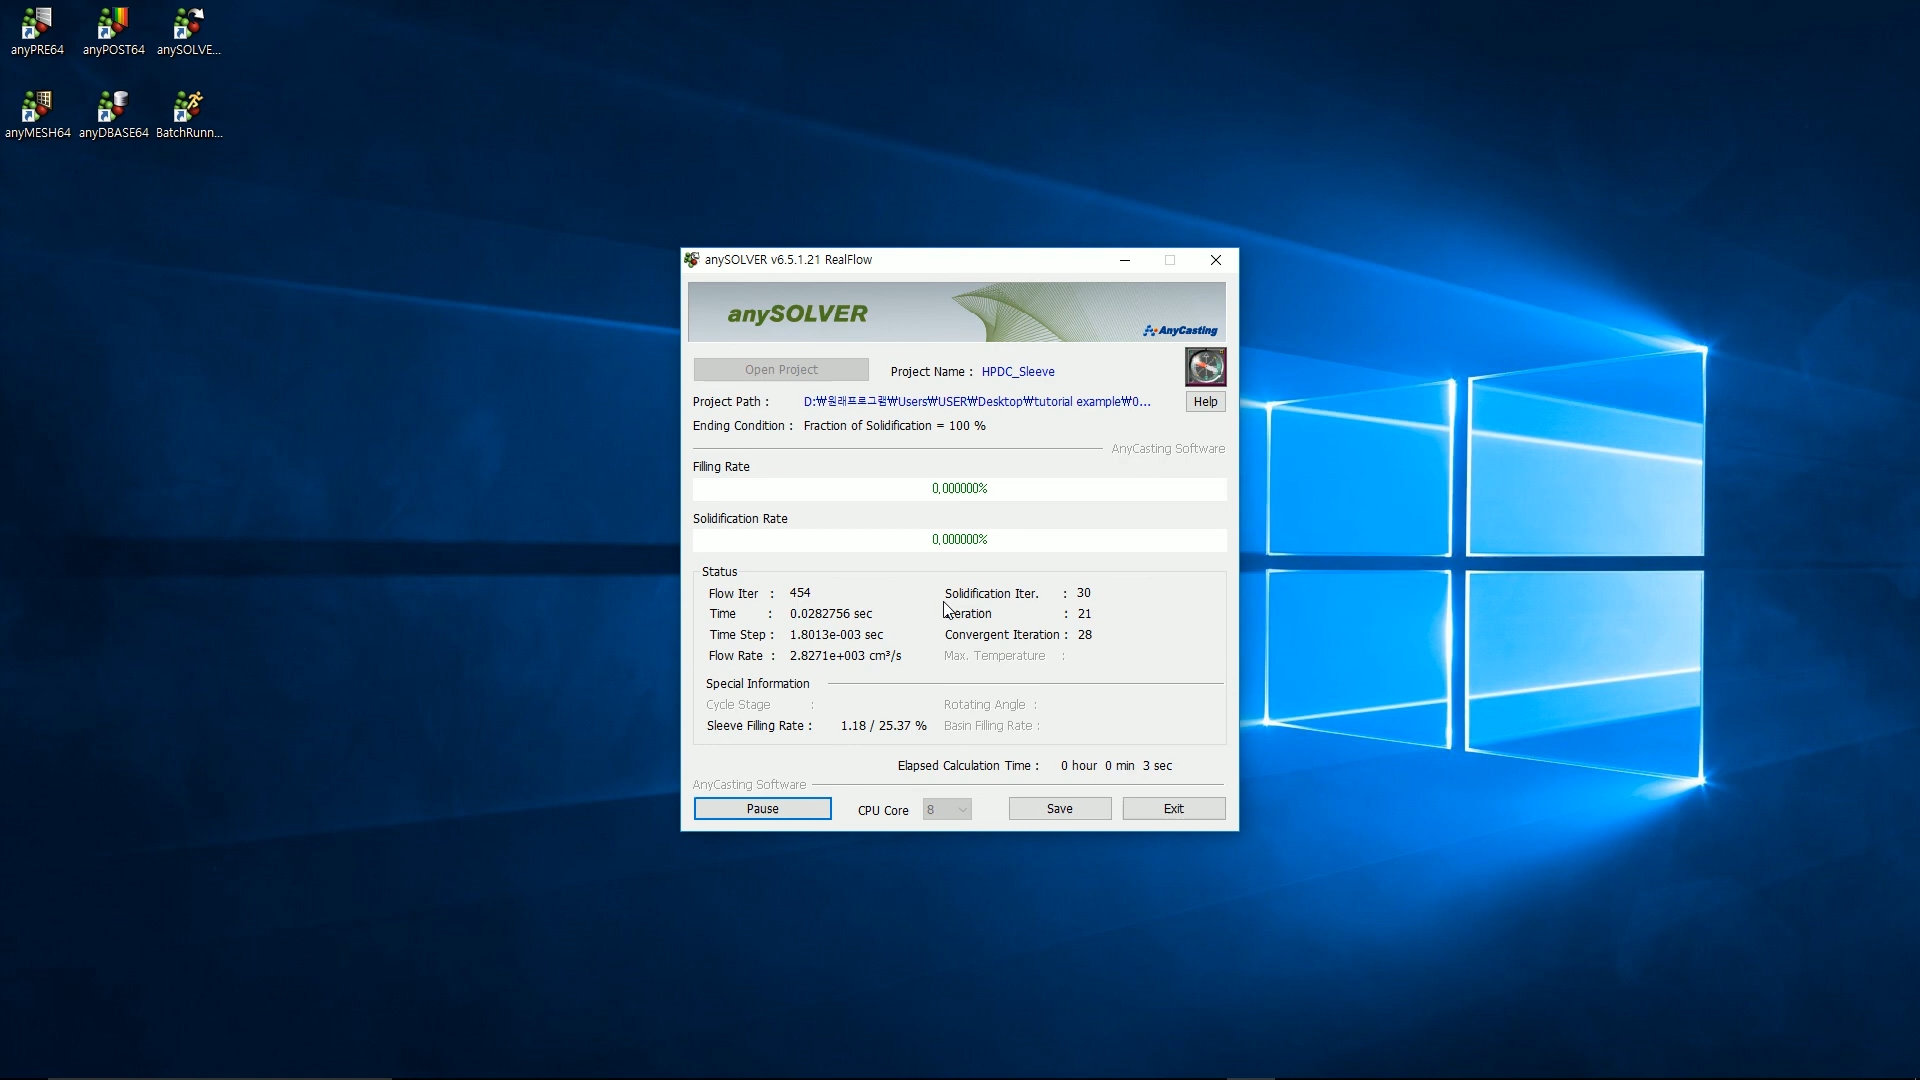 anyPRE64
anyPOST64
anySOLVE...
anyMESH64
anyDBASE64
BatchRunn...
anySOLVER v6.5.1.21 RealFlow
anySOLVER
AnyCasting
Open Project
Project Name : HPDC_Sleeve
Project Path : D:₩원래프로그램₩Users₩USER₩Desktop₩tutorial example₩0...
Help
Ending Condition : Fraction of Solidification = 100 %
AnyCasting Software
Filling Rate
0,000000%
Solidification Rate
0,000000%
Status
Flow Iter : 454
Solidification Iter. : 30
Time : 0.0282756 sec
eration : 21
Time Step : 1.8013e-003 sec
Convergent Iteration : 28
Flow Rate : 2.8271e+003 cm³/s
Max. Temperature :
Special Information
Cycle Stage :
Rotating Angle :
Sleeve Filling Rate : 1.18 / 25.37 %
Basin Filling Rate :
Elapsed Calculation Time : 0 hour 0 min 3 sec
AnyCasting Software
Pause
CPU Core 8
Save
Exit